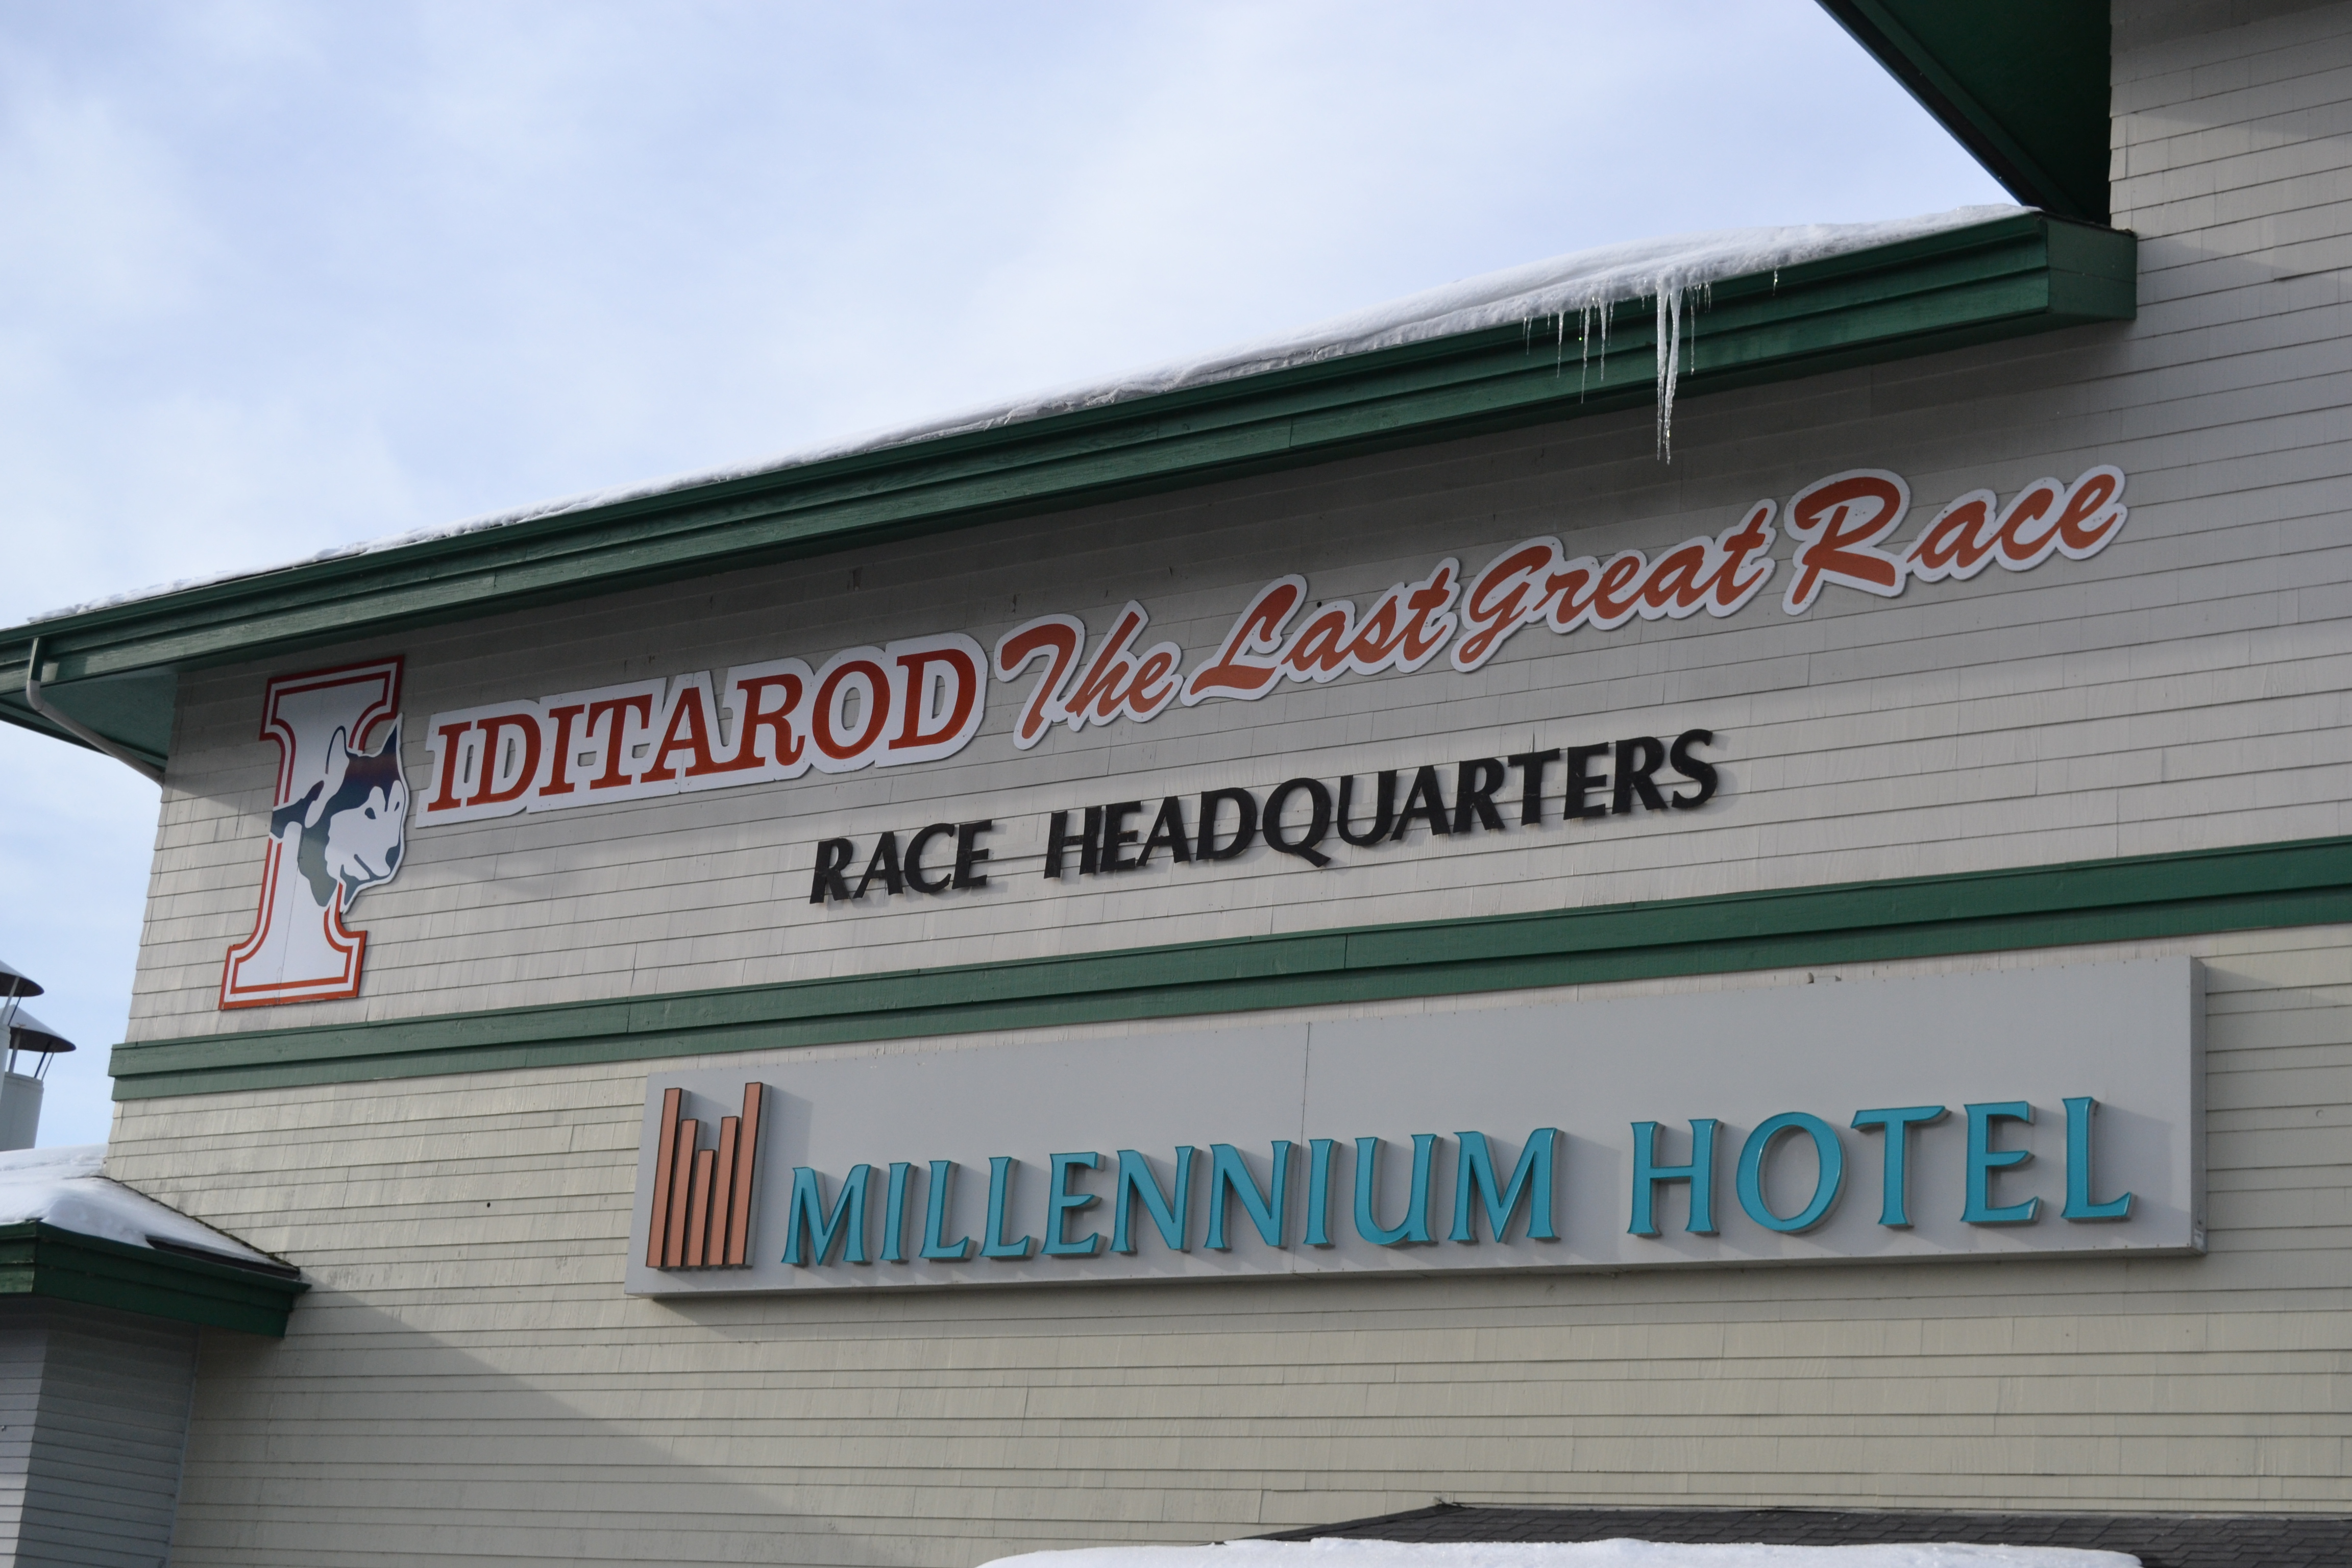 IDITAROD The Last Great Race
RACE HEADQUARTERS
MILLENNIUM HOTEL